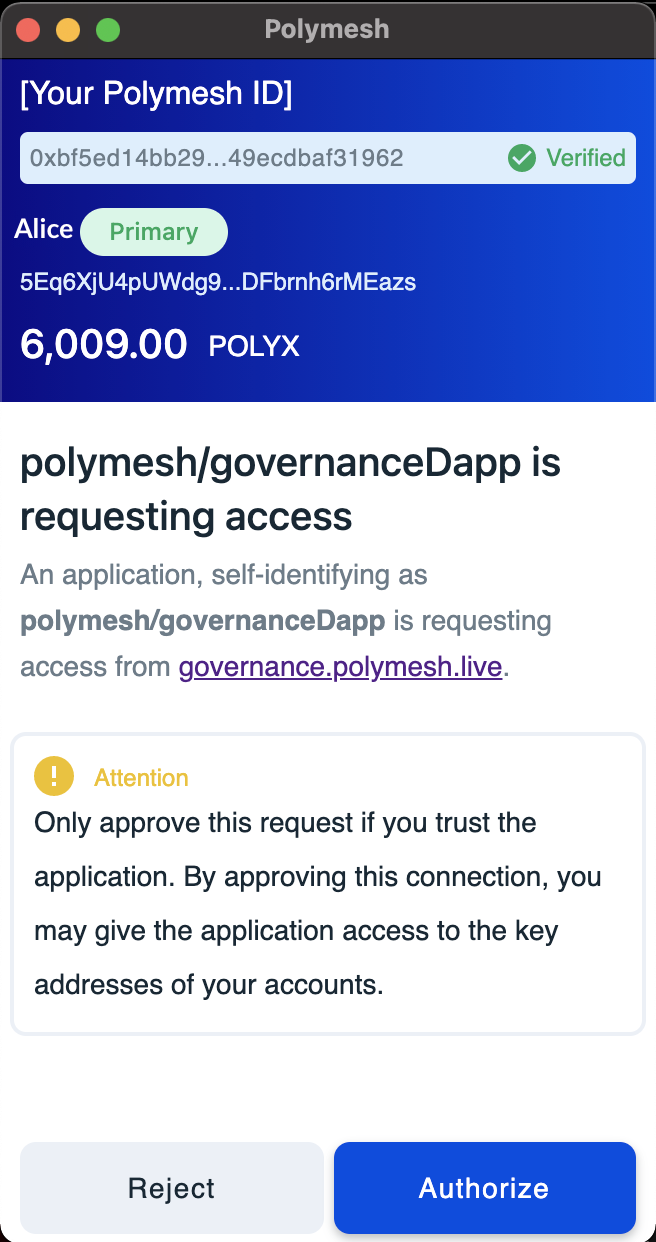 Polymesh
[Your Polymesh ID]
0xbf5ed14bb29...49ecdbaf31962 Verified
Alice Primary
5Eq6XjU4pUWdg9...DFbrnh6rMEazs
6,009.00 POLYX
polymesh/governanceDapp is
requesting access
An application, self-identifying as
polymesh/governanceDapp is requesting
access from governance.polymesh.live.
Attention
Only approve this request if you trust the
application. By approving this connection, you
may give the application access to the key
addresses of your accounts.
Reject Authorize